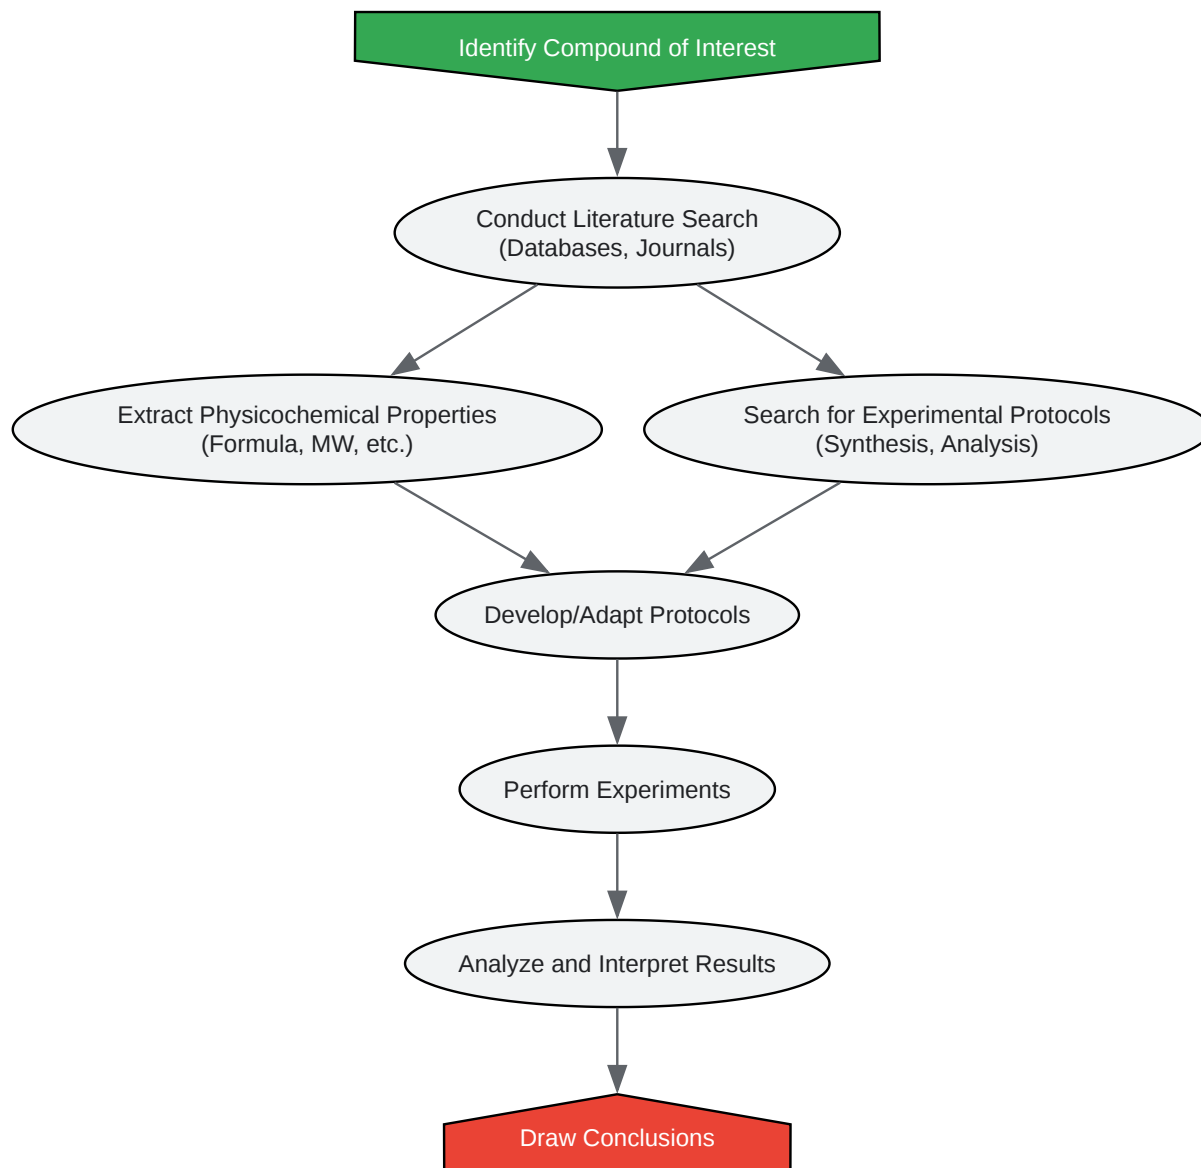 Identify Compound of Interest
Conduct Literature Search
(Databases, Journals)
Extract Physicochemical Properties
(Formula, MW, etc.)
Search for Experimental Protocols
(Synthesis, Analysis)
Develop/Adapt Protocols
Perform Experiments
Analyze and Interpret Results
Draw Conclusions